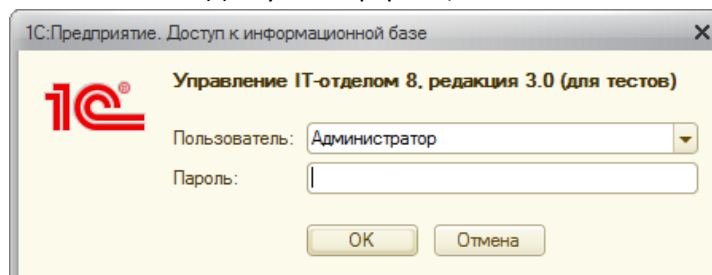 1С:Предприятие. Доступ к информационной базе
1С®
Управление IT-отделом 8, редакция 3.0 (для тестов)
Пользователь: Администратор
Пароль:
ОК Отмена